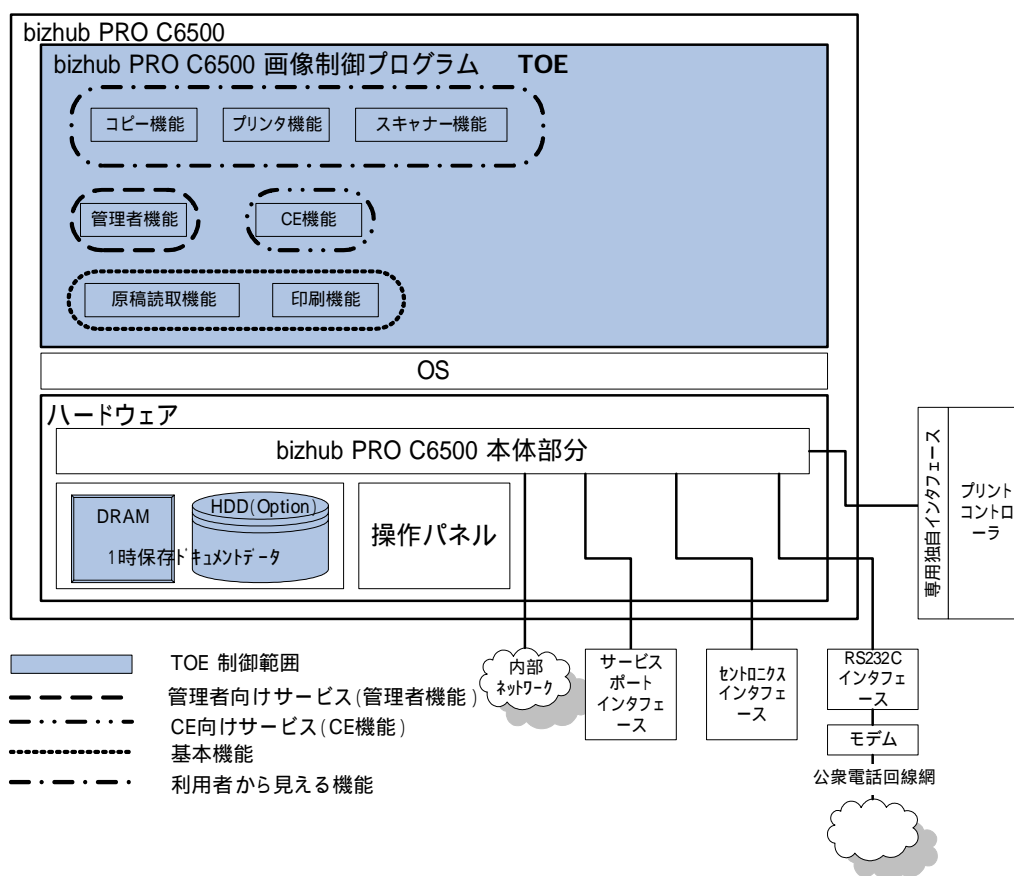 bizhub PRO C6500
bizhub PRO C6500 画像制御プログラム TOE
コピー機能
プリンタ機能
スキャナー機能
管理者機能
CE機能
原稿読取機能
印刷機能
OS
ハードウェア
bizhub PRO C6500 本体部分
DRAM
HDD(Option)
1時保存ドキュメントデータ
操作パネル
専用独自インタフェース
プリント
コントロ
ーラ
内部
ネットワーク
サービス
ポート
インタフェ
ース
セントロニクス
インタフェ
ース
RS232C
インタフェ
ース
モデム
公衆電話回線網
TOE 制御範囲
管理者向けサービス(管理者機能)
CE向けサービス(CE機能)
基本機能
利用者から見える機能